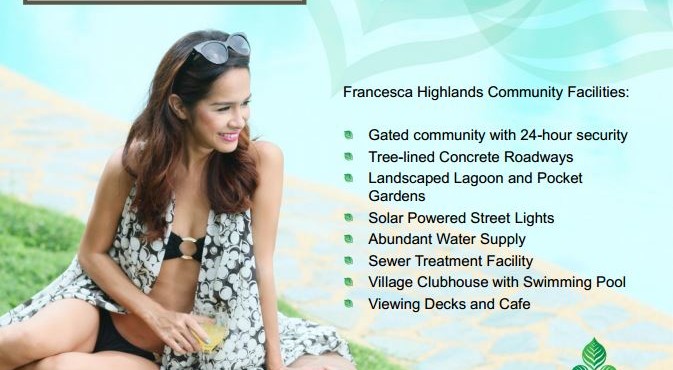 Francesca Highlands Community Facilities:
Gated community with 24-hour security
Tree-lined Concrete Roadways
Landscaped Lagoon and Pocket
Gardens
Solar Powered Street Lights
Abundant Water Supply
Sewer Treatment Facility
Village Clubhouse with Swimming Pool
Viewing Decks and Cafe